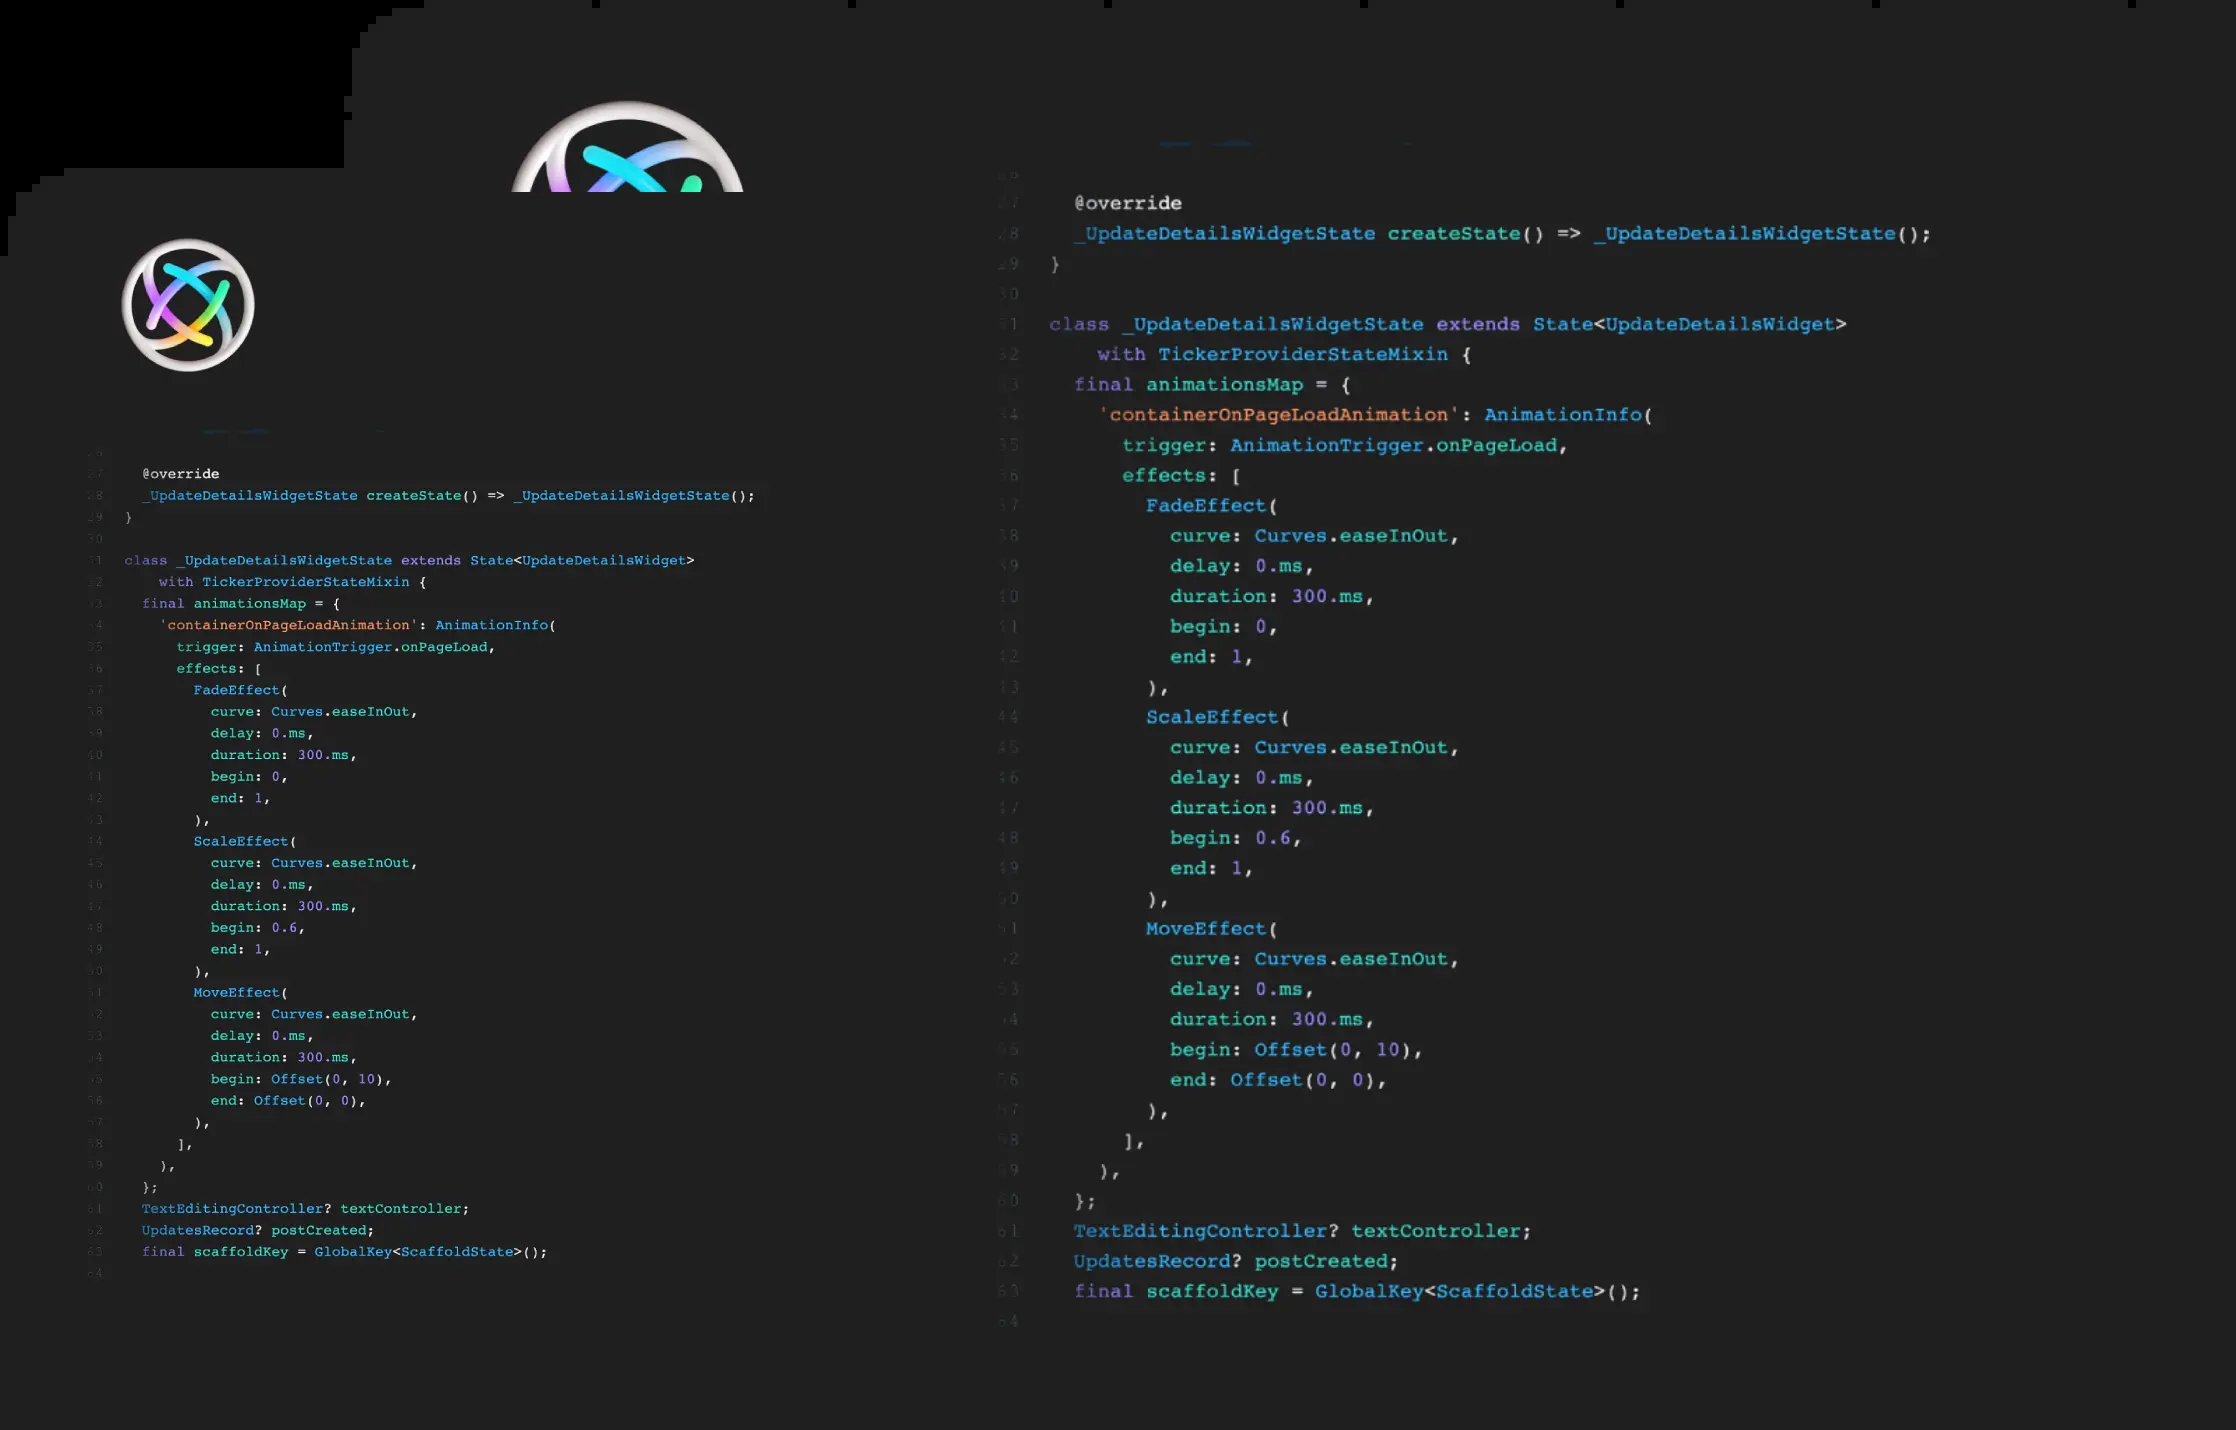 @override
_UpdateDetailsWidgetState createState() => _UpdateDetailsWidgetState();
}
30
class _UpdateDetailsWidgetState extends State<UpdateDetailsWidget>
with TickerProviderStateMixin {
final animationsMap = {
'containerOnPageLoadAnimation': AnimationInfo(
trigger: AnimationTrigger.onPageLoad,
effects: [
FadeEffect(
curve: Curves.easeInOut,
delay: 0.ms,
duration: 300.ms,
begin: 0,
end: 1,
),
ScaleEffect(
curve: Curves.easeInOut,
delay: 0.ms,
duration: 300.ms,
begin: 0.6,
end: 1,
),
MoveEffect(
curve: Curves.easeInOut,
delay: 0.ms,
duration: 300.ms,
begin: Offset(0, 10),
end: Offset(0, 0),
),
],
),
};
TextEditingController? textController;
UpdatesRecord? postCreated;
final scaffoldKey = GlobalKey<ScaffoldState>();
@override
_UpdateDetailsWidgetState createState() => _UpdateDetailsWidgetState();
}
30
class _UpdateDetailsWidgetState extends State<UpdateDetailsWidget>
with TickerProviderStateMixin {
final animationsMap = {
'containerOnPageLoadAnimation': AnimationInfo(
trigger: AnimationTrigger.onPageLoad,
effects: [
FadeEffect(
curve: Curves.easeInOut,
delay: 0.ms,
duration: 300.ms,
begin: 0,
end: 1,
),
ScaleEffect(
curve: Curves.easeInOut,
delay: 0.ms,
duration: 300.ms,
begin: 0.6,
end: 1,
),
MoveEffect(
curve: Curves.easeInOut,
delay: 0.ms,
duration: 300.ms,
begin: Offset(0, 10),
end: Offset(0, 0),
),
],
),
};
TextEditingController? textController;
UpdatesRecord? postCreated;
final scaffoldKey = GlobalKey<ScaffoldState>();